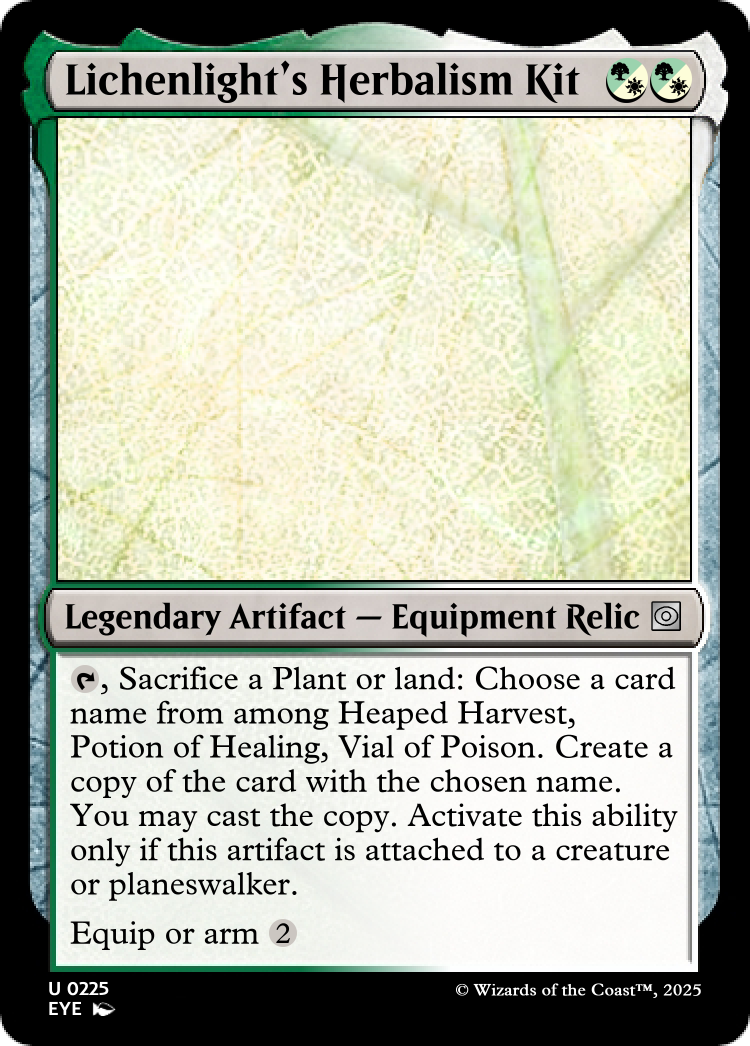 Lichenlight's Herbalism Kit
Legendary Artifact — Equipment Relic
, Sacrifice a Plant or land: Choose a card
name from among Heaped Harvest,
Potion of Healing, Vial of Poison. Create a
copy of the card with the chosen name.
You may cast the copy. Activate this ability
only if this artifact is attached to a creature
or planeswalker.
Equip or arm 2
U 0225
EYE
© Wizards of the Coast™, 2025